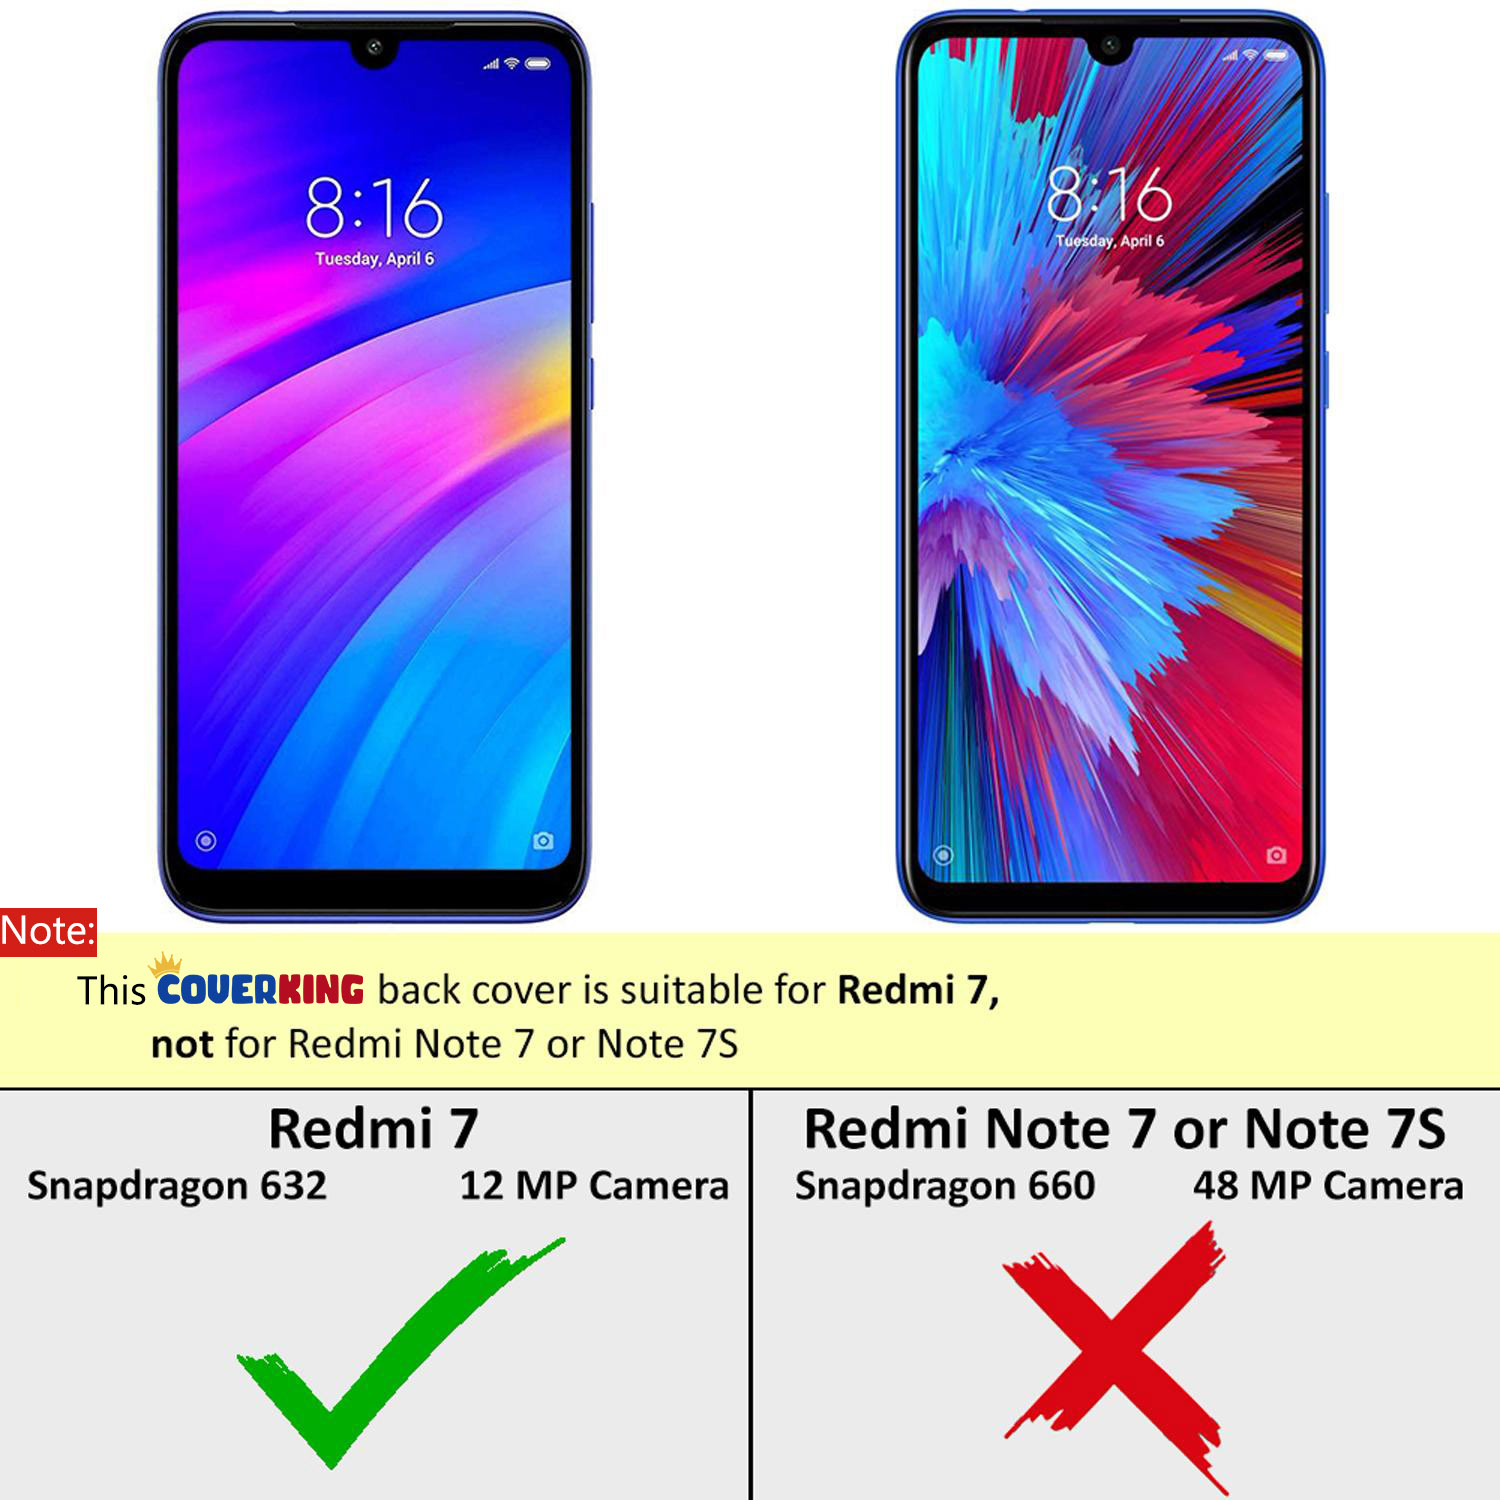 8:16
Tuesday, April 6
8:16
Tuesday, April 6
Note:
This COVERKING back cover is suitable for Redmi 7,
not for Redmi Note 7 or Note 7S
Redmi 7
Snapdragon 632 12 MP Camera
Redmi Note 7 or Note 7S
Snapdragon 660 48 MP Camera